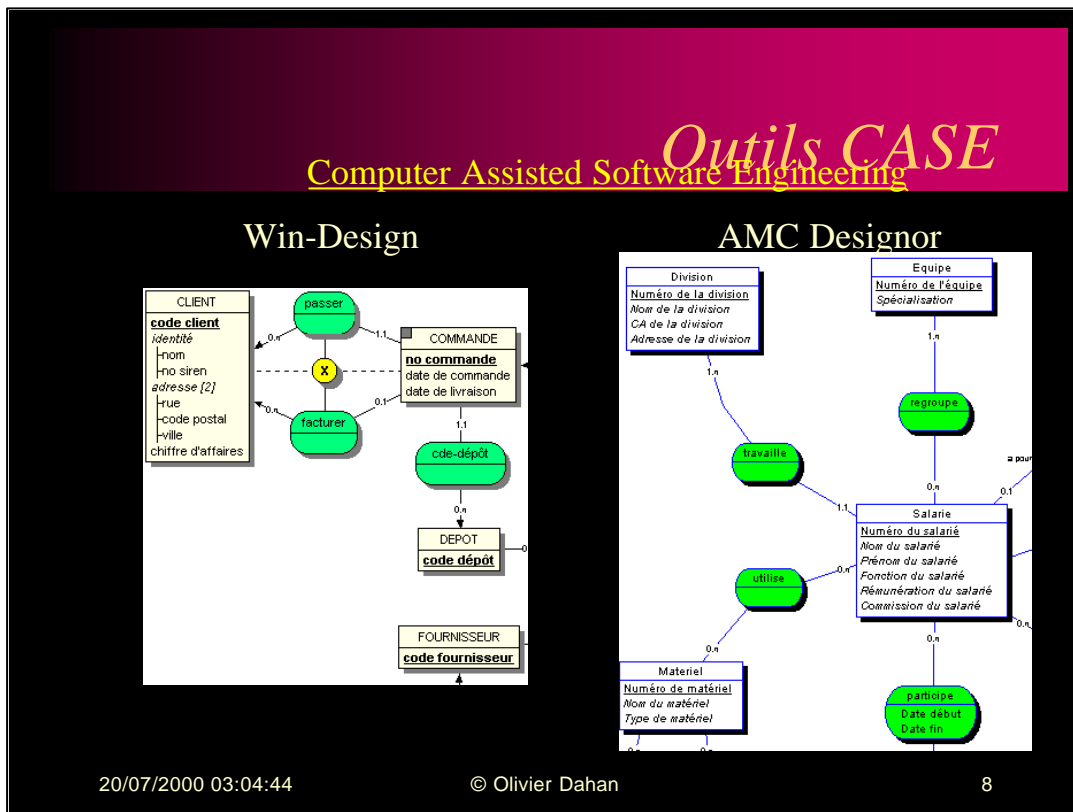 Outils CASE
Computer Assisted Software Engineering
Win-Design
AMC Designor
CLIENT
code client
identité
nom
no siren
adresse [2]
rue
code postal
ville
chiffre d'affaires
passer
0.n
1.1
X
0.n
0.1
facturer
COMMANDE
no commande
date de commande
date de livraison
1.1
cde-dépôt
0.n
DEPOT
code dépôt
0
FOURNISSEUR
code fournisseur
Division
Numéro de la division
Nom de la division
CA de la division
Adresse de la division
1.n
travaille
1.1
Equipe
Numéro de l'équipe
Spécialisation
1.n
regroupe
0.n
a pour
0.1
Salarie
Numéro du salarié
Nom du salarié
Prénom du salarié
Fonction du salarié
Rémunération du salarié
Commission du salarié
0.n
utilise
0.n
0.n
0.n
Materiel
Numéro de matériel
Nom du matériel
Type de matériel
0.n
0.n
participe
Date début
Date fin
20/07/2000 03:04:44
© Olivier Dahan
8